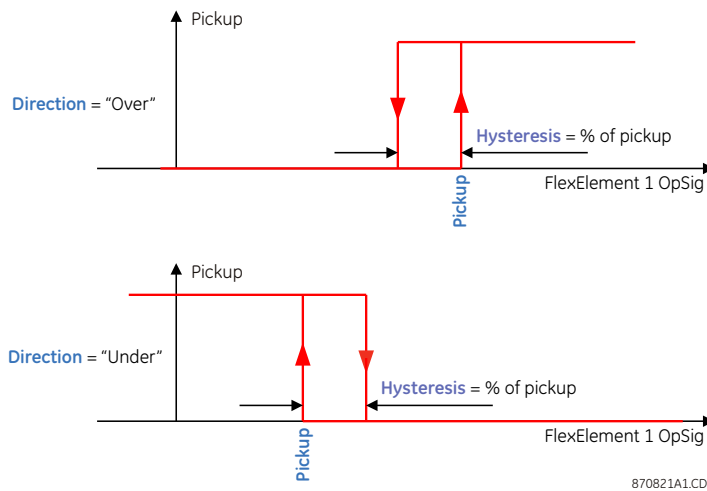 Pickup
Direction = "Over"
Hysteresis = % of pickup
FlexElement 1 OpSig
Pickup
Pickup
Direction = "Under"
Hysteresis = % of pickup
FlexElement 1 OpSig
Pickup
870821A1.CD